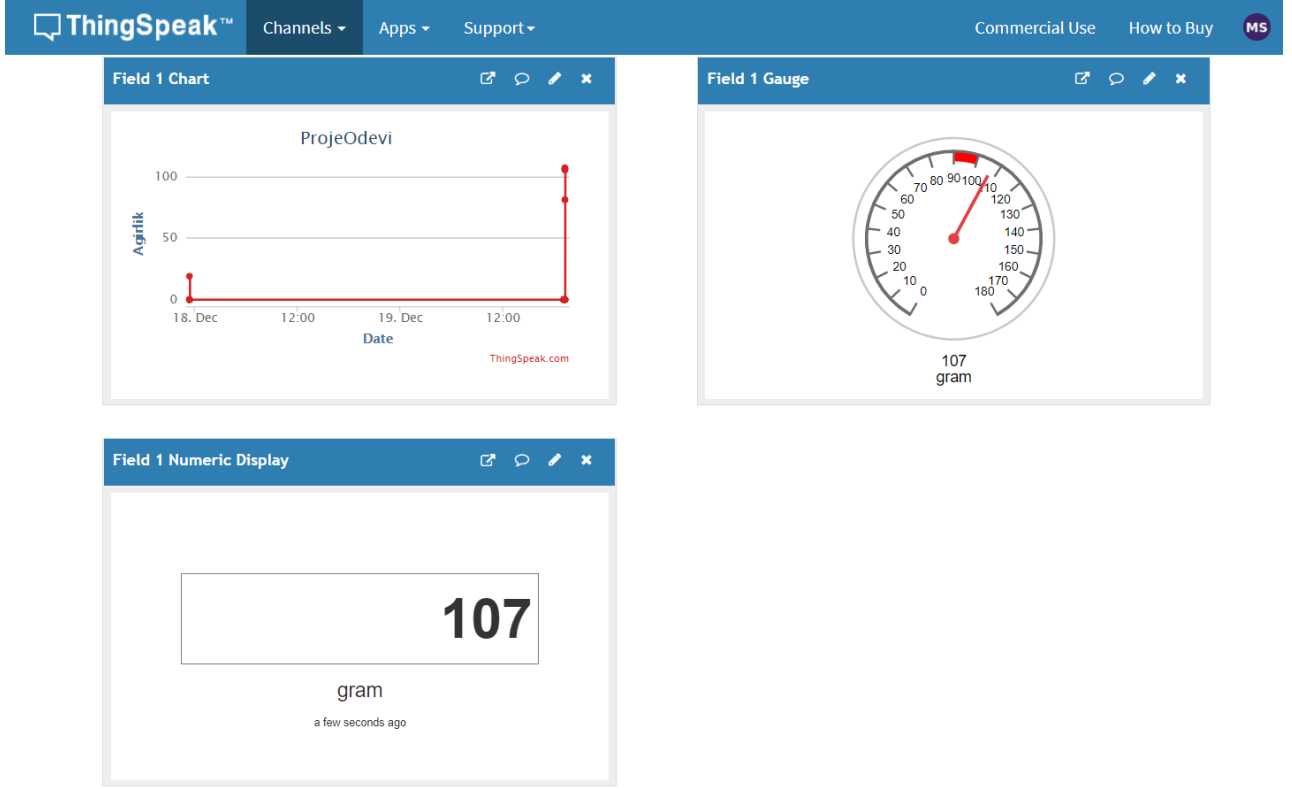 ThingSpeak™ Channels Apps Support Commercial Use How to Buy MS
Field 1 Chart
ProjeOdevi
100
50
0
Agirlik
18. Dec 12:00 19. Dec 12:00
Date
ThingSpeak.com
Field 1 Gauge
0
10
20
30
40
50
60
70
80
90
100
110
120
130
140
150
160
170
180
107
gram
Field 1 Numeric Display
107
gram
a few seconds ago